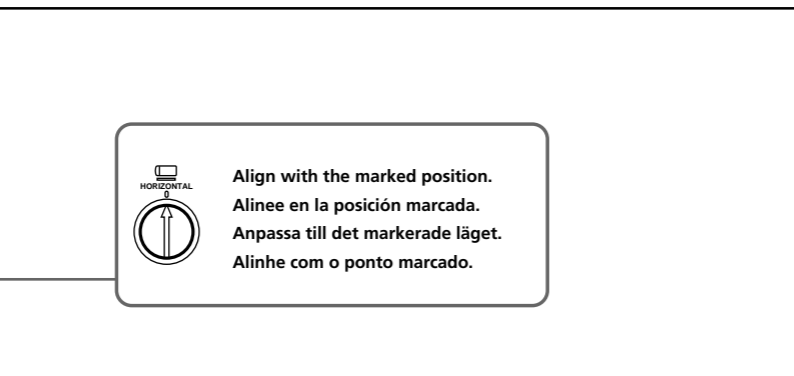 HORIZONTAL
0
Align with the marked position.
Alinee en la posición marcada.
Anpassa till det markerade läget.
Alinhe com o ponto marcado.